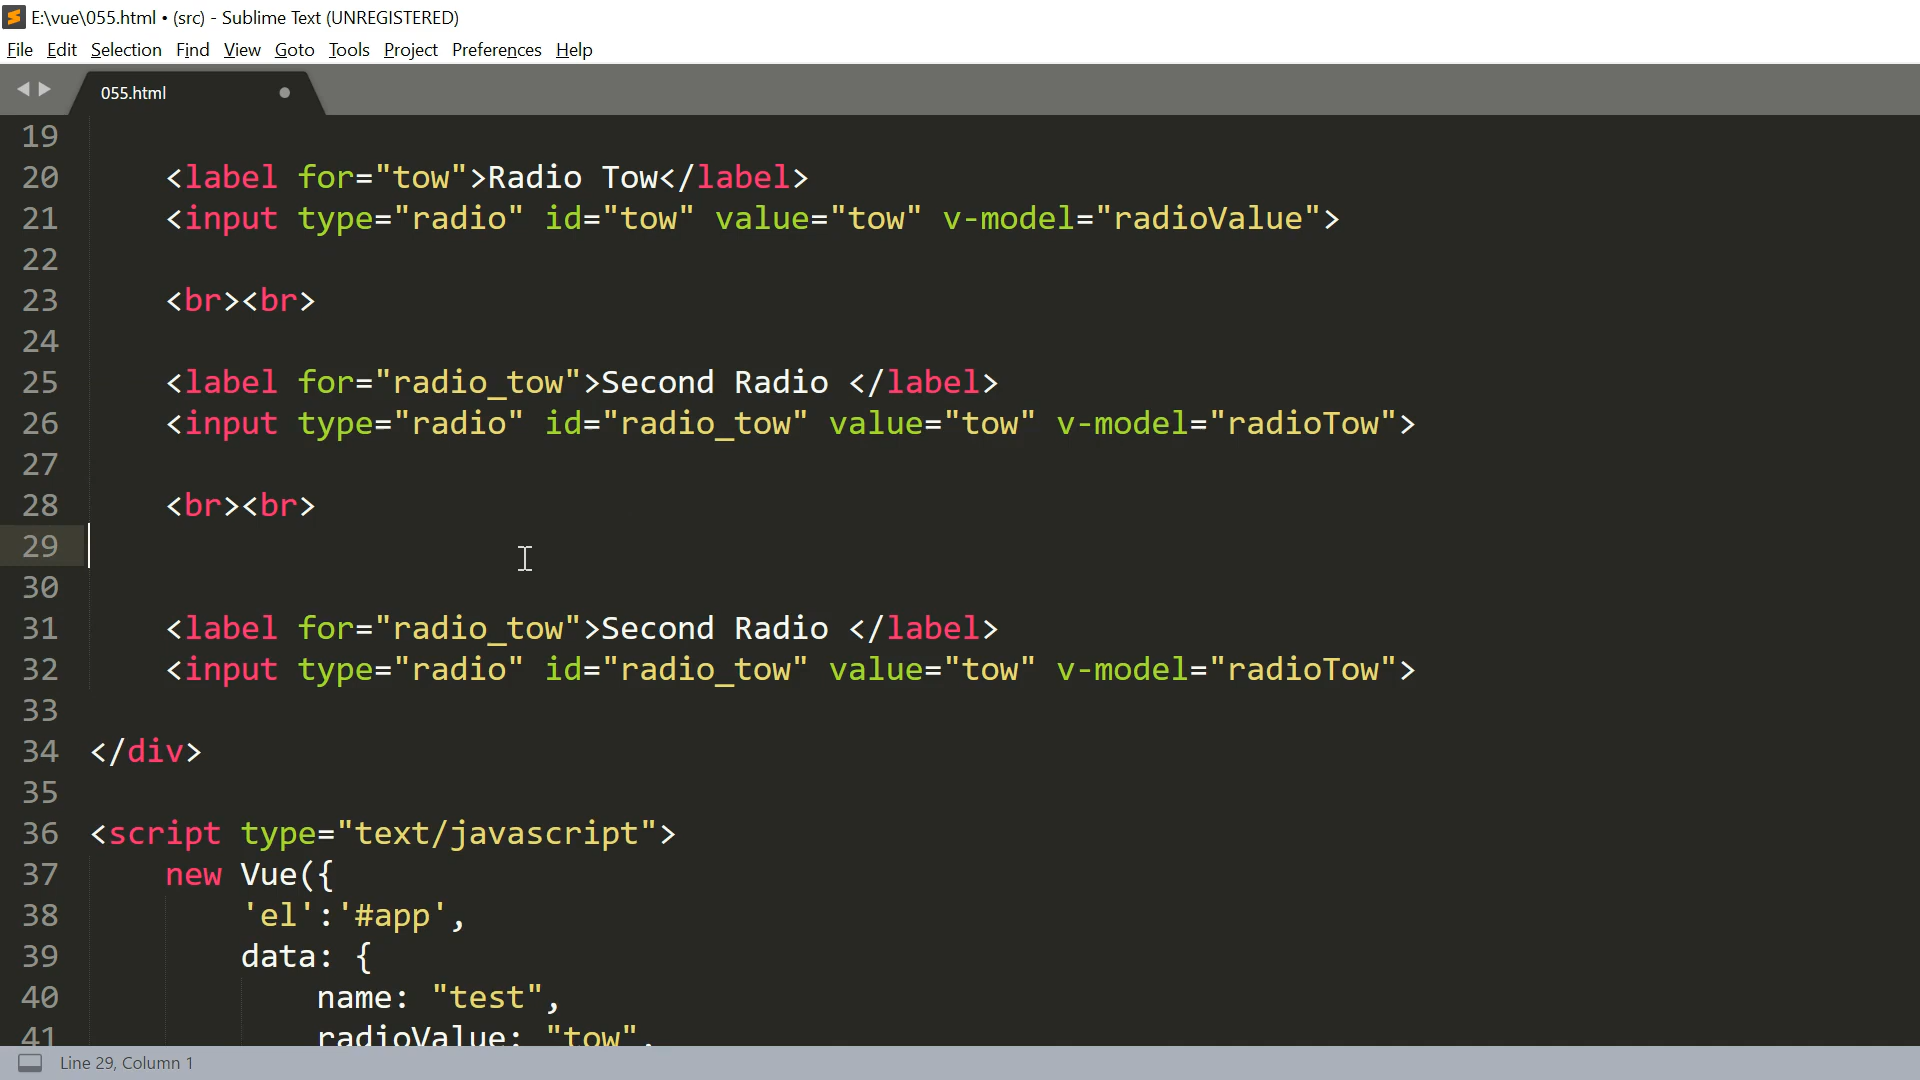 E:\vue\055.html • (src) - Sublime Text (UNREGISTERED)
File Edit Selection Find View Goto Tools Project Preferences Help
055.html
19
20 <label for="tow">Radio Tow</label>
21 <input type="radio" id="tow" value="tow" v-model="radioValue">
22
23 <br><br>
24
25 <label for="radio_tow">Second Radio </label>
26 <input type="radio" id="radio_tow" value="tow" v-model="radioTow">
27
28 <br><br>
29
30
31 <label for="radio_tow">Second Radio </label>
32 <input type="radio" id="radio_tow" value="tow" v-model="radioTow">
33
34 </div>
35
36 <script type="text/javascript">
37 new Vue({
38 'el':'#app',
39 data: {
40 name: "test",
41 radioValue: "tow",
Line 29, Column 1